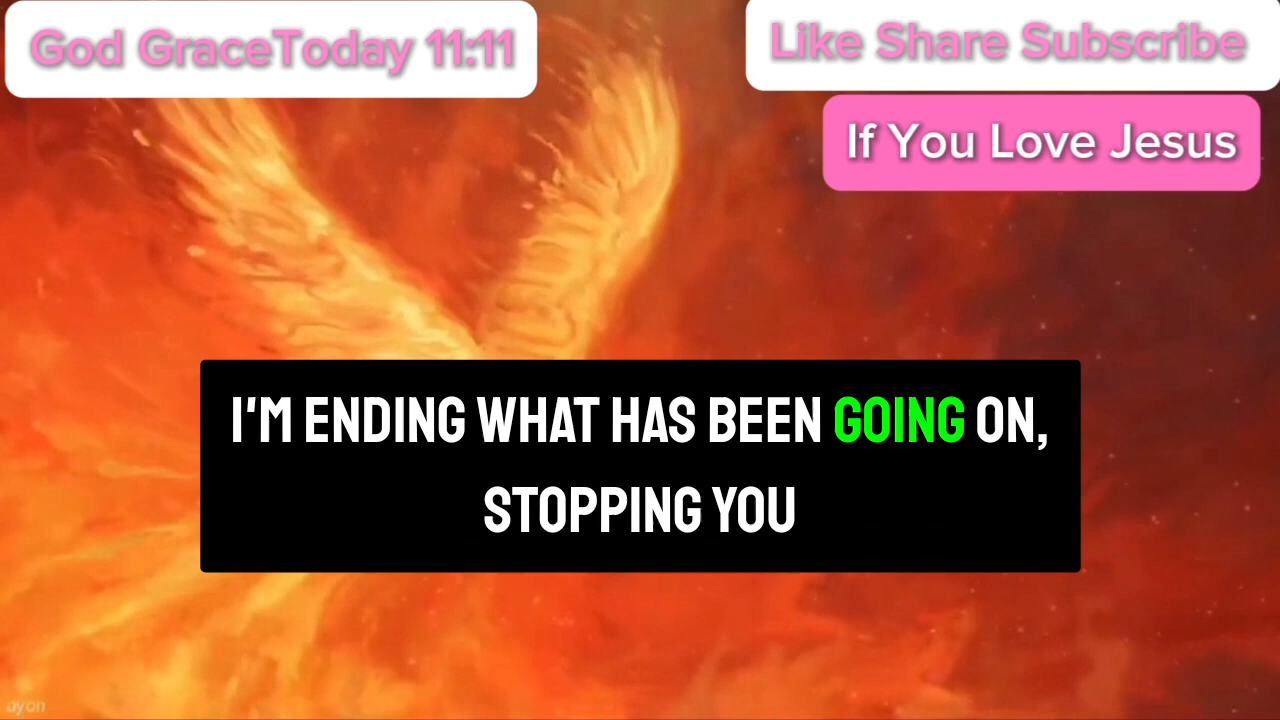 God GraceToday 11:11
Like Share Subscribe
If You Love Jesus
I'M ENDING WHAT HAS BEEN GOING ON,
STOPPING YOU
ayon